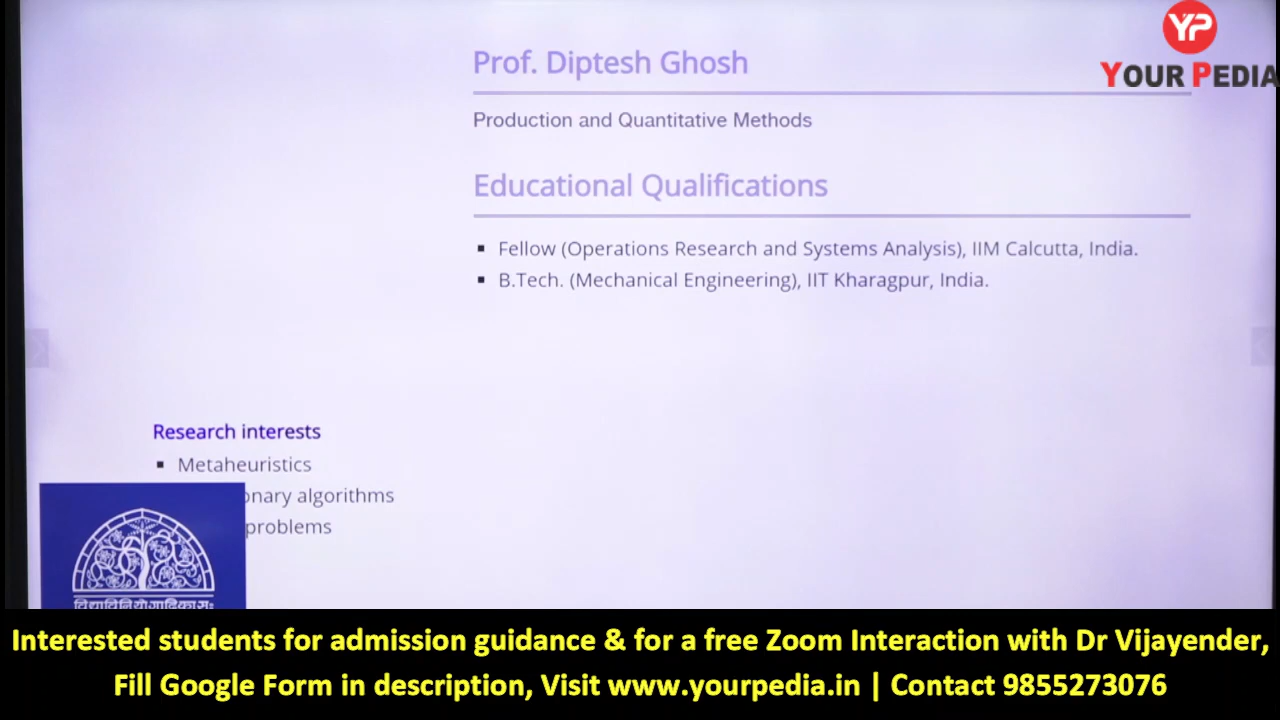 YP
YOUR PEDIA
Prof. Diptesh Ghosh
Production and Quantitative Methods
Educational Qualifications
Fellow (Operations Research and Systems Analysis), IIM Calcutta, India.
B.Tech. (Mechanical Engineering), IIT Kharagpur, India.
Research interests
Metaheuristics
onary algorithms
problems
विद्याविनियोगाद्विकासः
Interested students for admission guidance & for a free Zoom Interaction with Dr Vijayender,
Fill Google Form in description, Visit www.yourpedia.in | Contact 9855273076